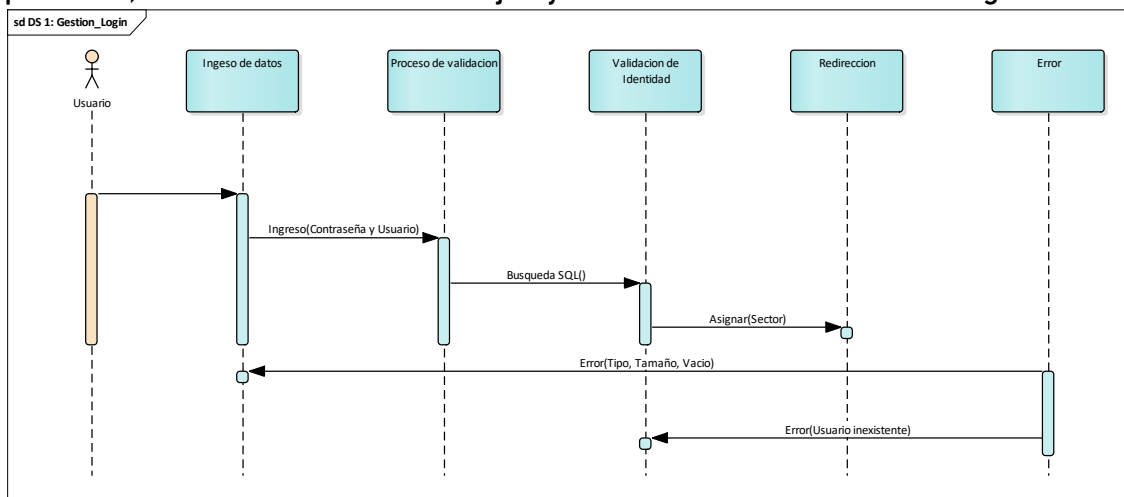 sd DS 1: Gestion_Login
Usuario
Ingeso de datos
Proceso de validacion
Validacion de
Identidad
Redireccion
Error
Ingreso(Contraseña y Usuario)
Busqueda SQL()
Asignar(Sector)
Error(Tipo, Tamaño, Vacio)
Error(Usuario inexistente)